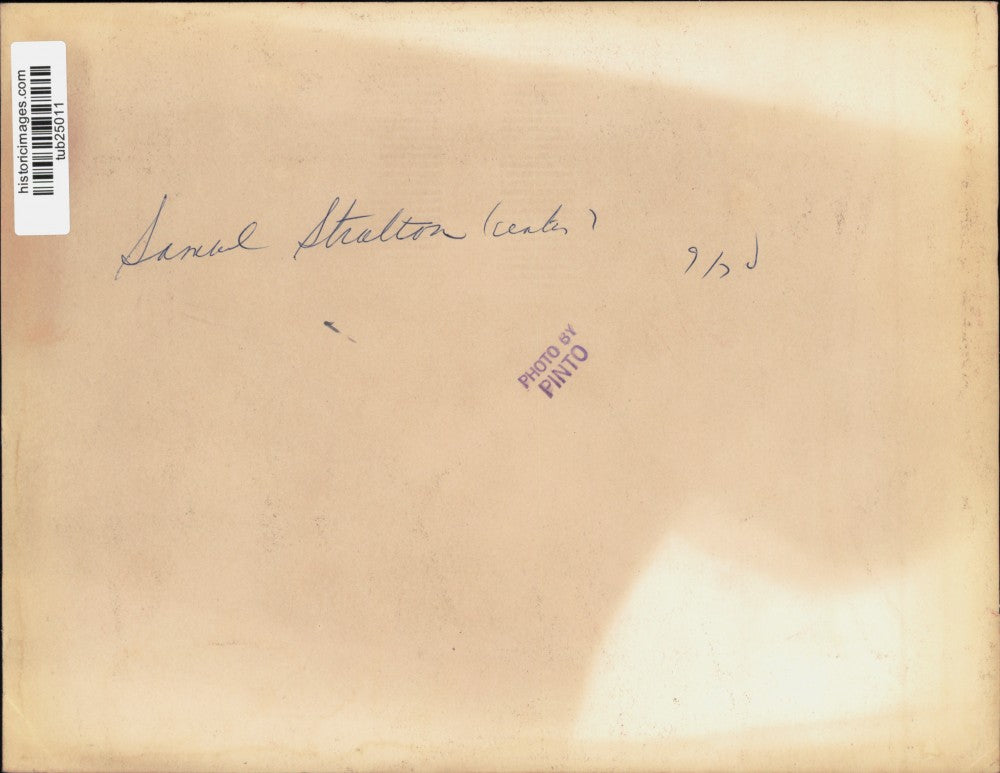 historicimages.com
tub25011
Samuel Stratton (center)
PHOTO BY
PINTO